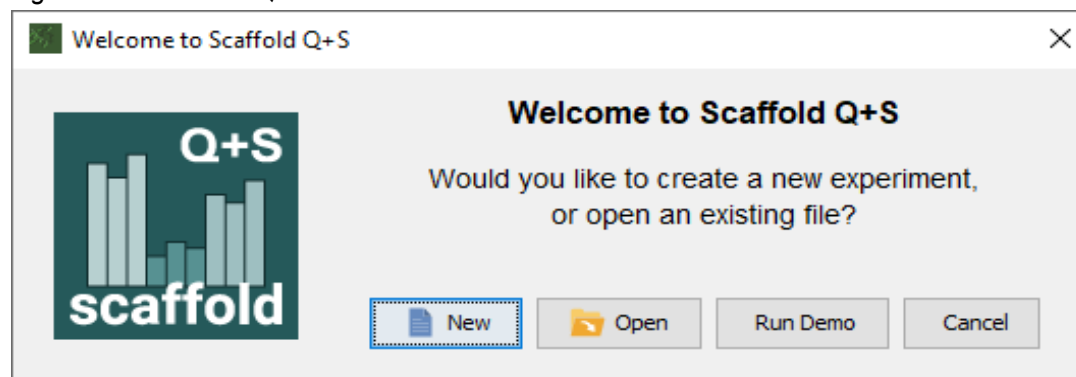 Welcome to Scaffold Q+S
Q+S
scaffold
Welcome to Scaffold Q+S
Would you like to create a new experiment,
or open an existing file?
New
Open
Run Demo
Cancel